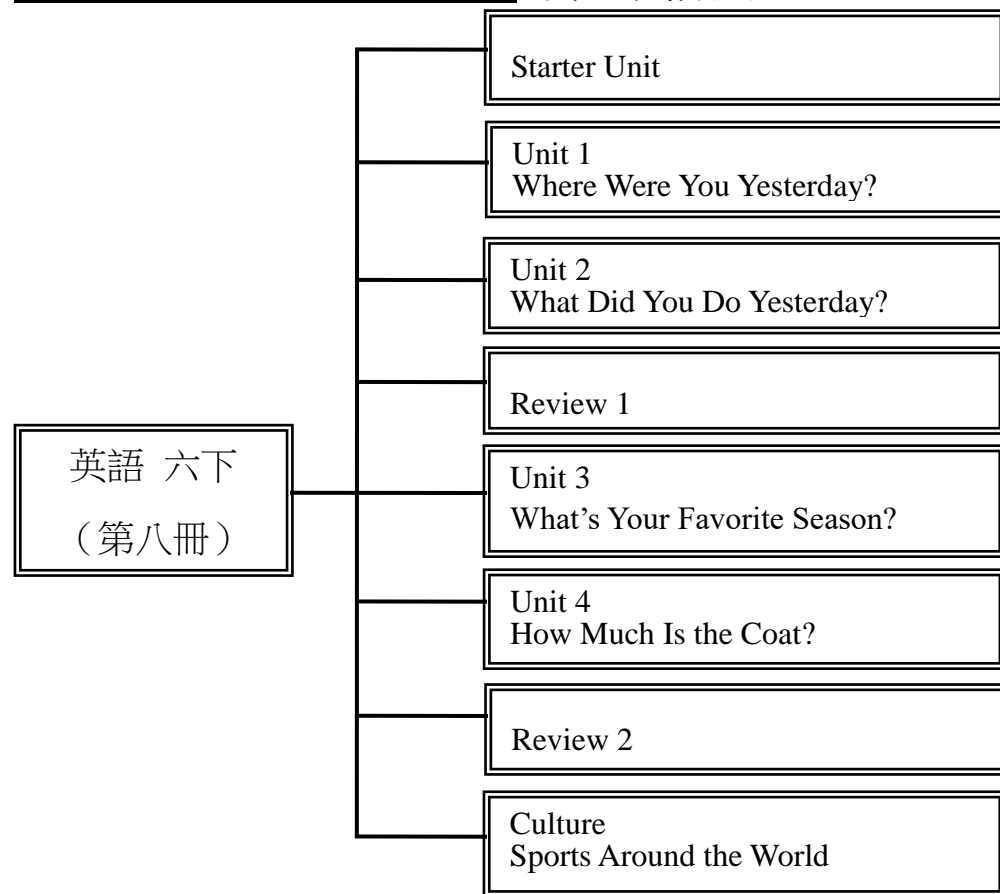 Starter Unit
Unit 1
Where Were You Yesterday?
Unit 2
What Did You Do Yesterday?
Review 1
英語 六下
（第八冊）
Unit 3
What’s Your Favorite Season?
Unit 4
How Much Is the Coat?
Review 2
Culture
Sports Around the World